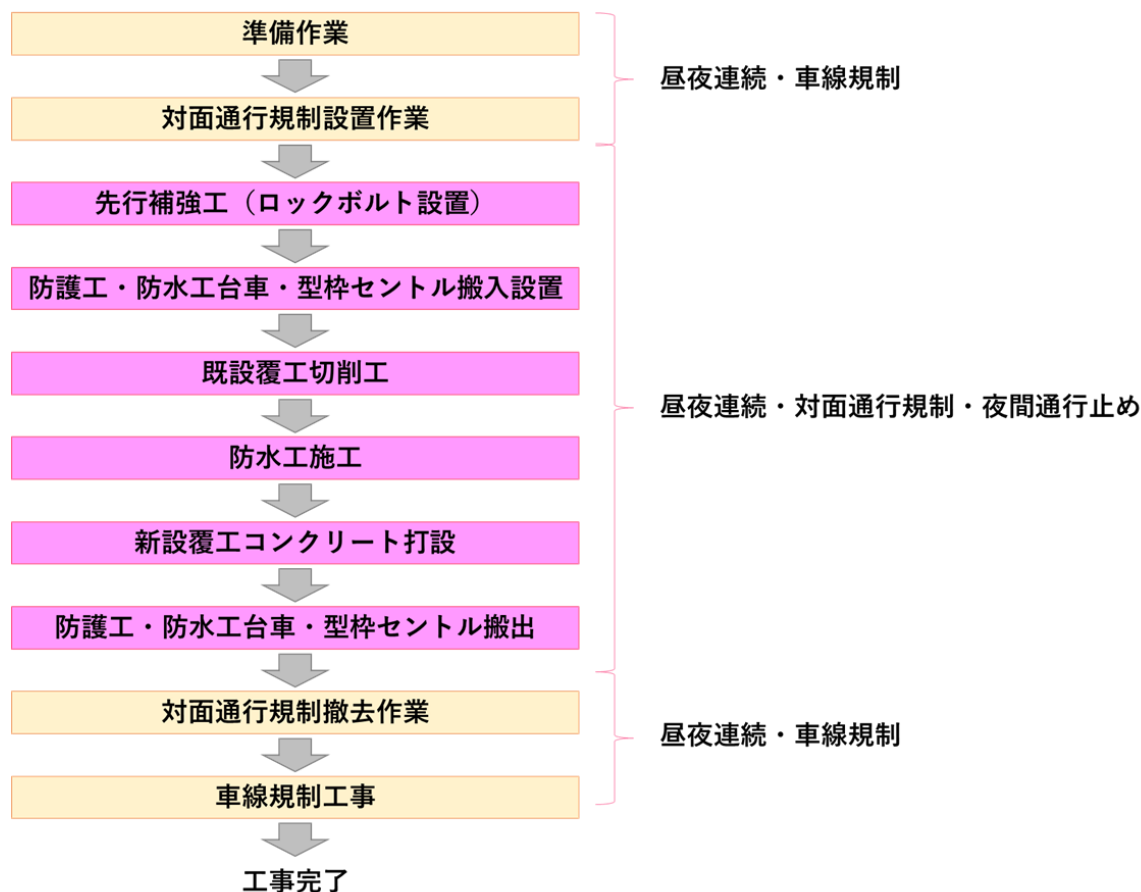 準備作業
昼夜連続・車線規制
対面通行規制設置作業
先行補強工（ロックボルト設置）
防護工・防水工台車・型枠セントル搬入設置
既設覆工切削工
昼夜連続・対面通行規制・夜間通行止め
防水工施工
新設覆工コンクリート打設
防護工・防水工台車・型枠セントル搬出
対面通行規制撤去作業
昼夜連続・車線規制
車線規制工事
工事完了